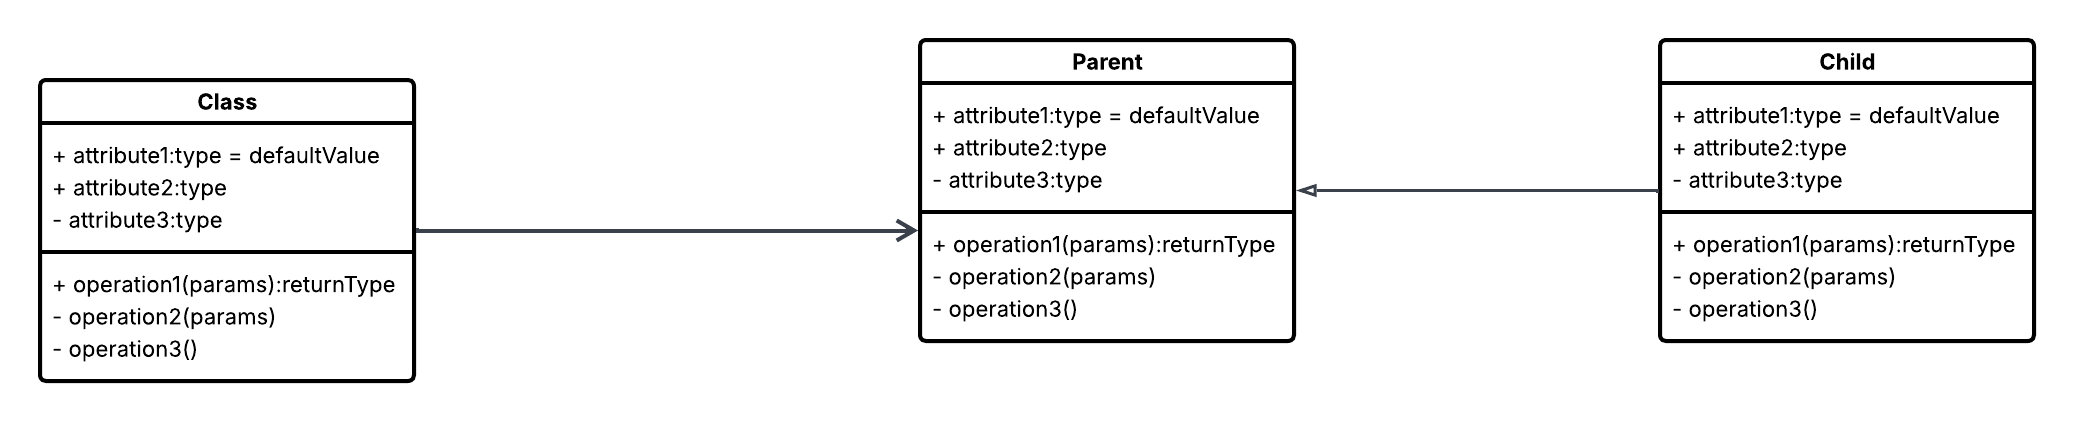 Class
+ attribute1:type = defaultValue
+ attribute2:type
- attribute3:type
+ operation1(params):returnType
- operation2(params)
- operation3()
Parent
+ attribute1:type = defaultValue
+ attribute2:type
- attribute3:type
+ operation1(params):returnType
- operation2(params)
- operation3()
Child
+ attribute1:type = defaultValue
+ attribute2:type
- attribute3:type
+ operation1(params):returnType
- operation2(params)
- operation3()